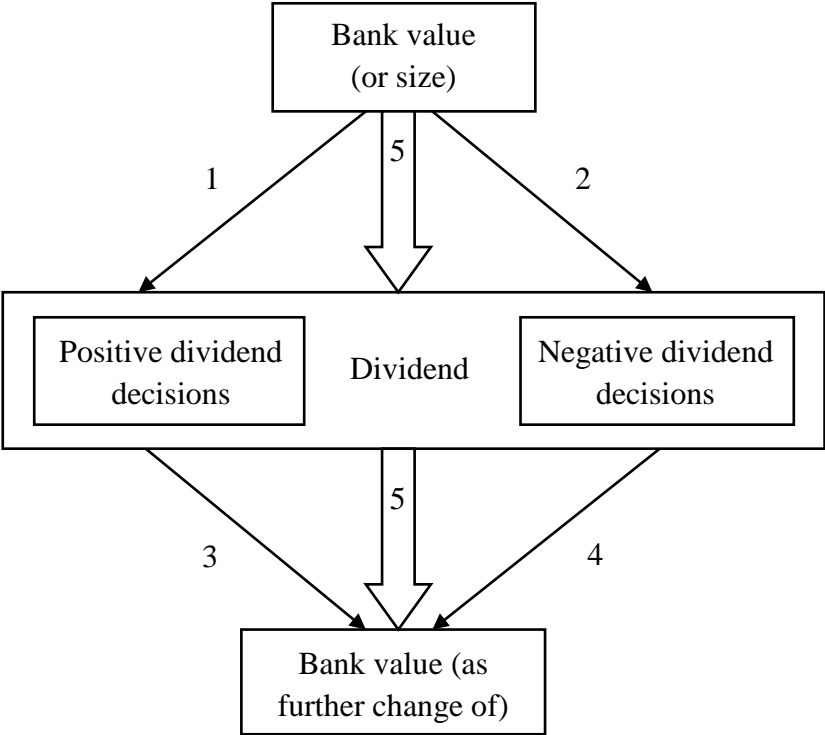 Bank value
(or size)
5
1
2
Positive dividend
decisions
Dividend
Negative dividend
decisions
5
3
4
Bank value (as
further change of)